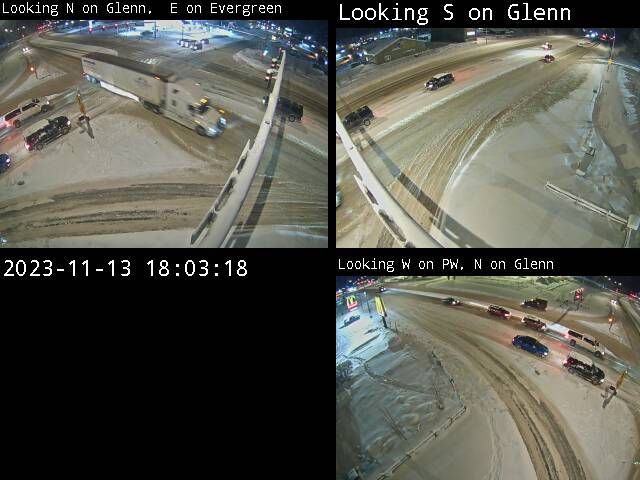 Looking N on Glenn,  E on Evergreen
Looking S on Glenn
2023-11-13 18:03:18
Looking W on PW, N on Glenn